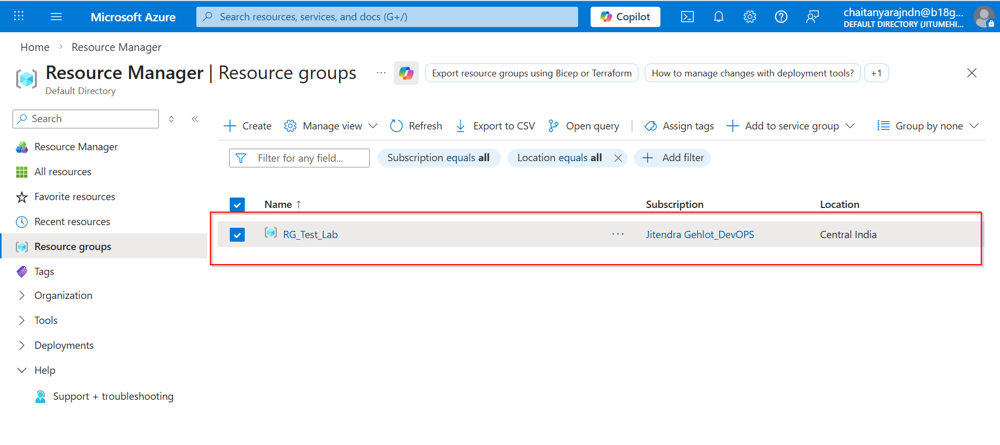 Microsoft Azure
Search resources, services, and docs (G+/)
Copilot
chaitanyarajndn@b18g...
DEFAULT DIRECTORY (JITUMEHI...
Home > Resource Manager
Resource Manager | Resource groups
...
Export resource groups using Bicep or Terraform
How to manage changes with deployment tools?
+1
Default Directory
Search
Resource Manager
All resources
Favorite resources
Recent resources
Resource groups
Tags
Organization
Tools
Deployments
Help
Support + troubleshooting
Create
Manage view
Refresh
Export to CSV
Open query
Assign tags
Add to service group
Group by none
Filter for any field...
Subscription equals all
Location equals all
Add filter
Name ↑ Subscription Location
RG_Test_Lab ... Jitendra Gehlot_DevOPS Central India